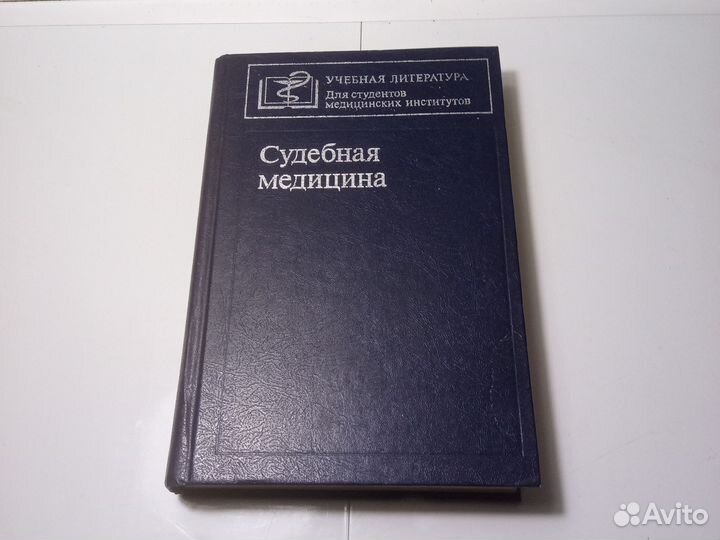 УЧЕБНАЯ ЛИТЕРАТУРА
Для студентов
медицинских институтов
Судебная
медицина
Avito